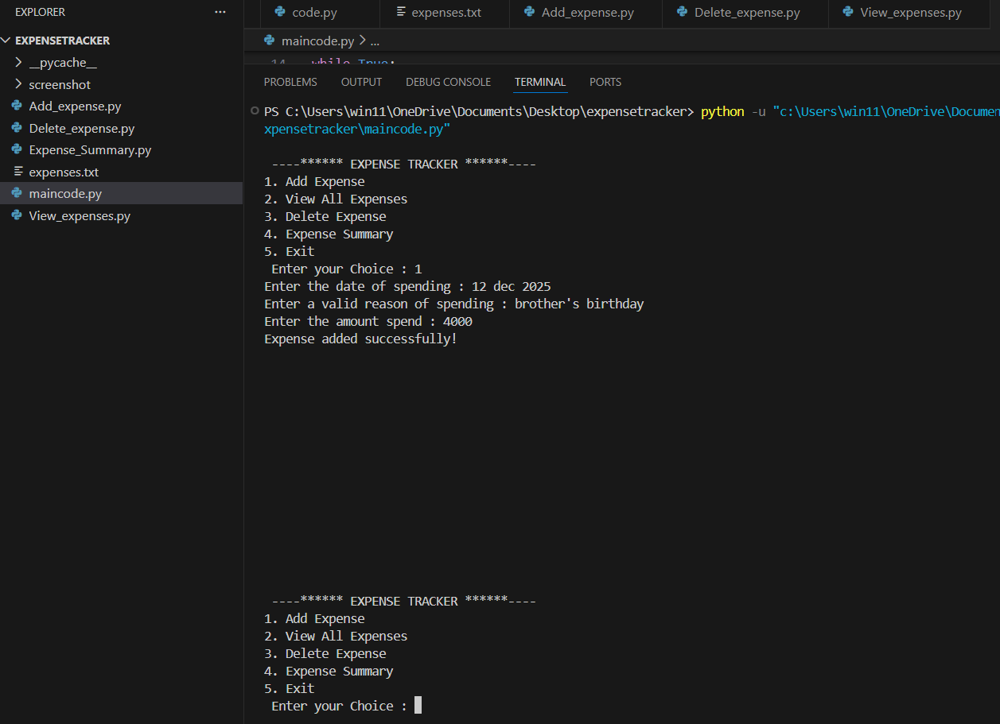 EXPLORER
code.py
expenses.txt
Add_expense.py
Delete_expense.py
View_expenses.py
EXPENSETRACKER
maincode.py > ...
__pycache__
14 while True:
screenshot
PROBLEMS OUTPUT DEBUG CONSOLE TERMINAL PORTS
Add_expense.py
Delete_expense.py
Expense_Summary.py
expenses.txt
maincode.py
View_expenses.py
PS C:\Users\win11\OneDrive\Documents\Desktop\expensetracker> python -u "c:\Users\win11\OneDrive\Documen
xpensetracker\maincode.py"
----****** EXPENSE TRACKER ******----
1. Add Expense
2. View All Expenses
3. Delete Expense
4. Expense Summary
5. Exit
Enter your Choice : 1
Enter the date of spending : 12 dec 2025
Enter a valid reason of spending : brother's birthday
Enter the amount spend : 4000
Expense added successfully!
----****** EXPENSE TRACKER ******----
1. Add Expense
2. View All Expenses
3. Delete Expense
4. Expense Summary
5. Exit
Enter your Choice :